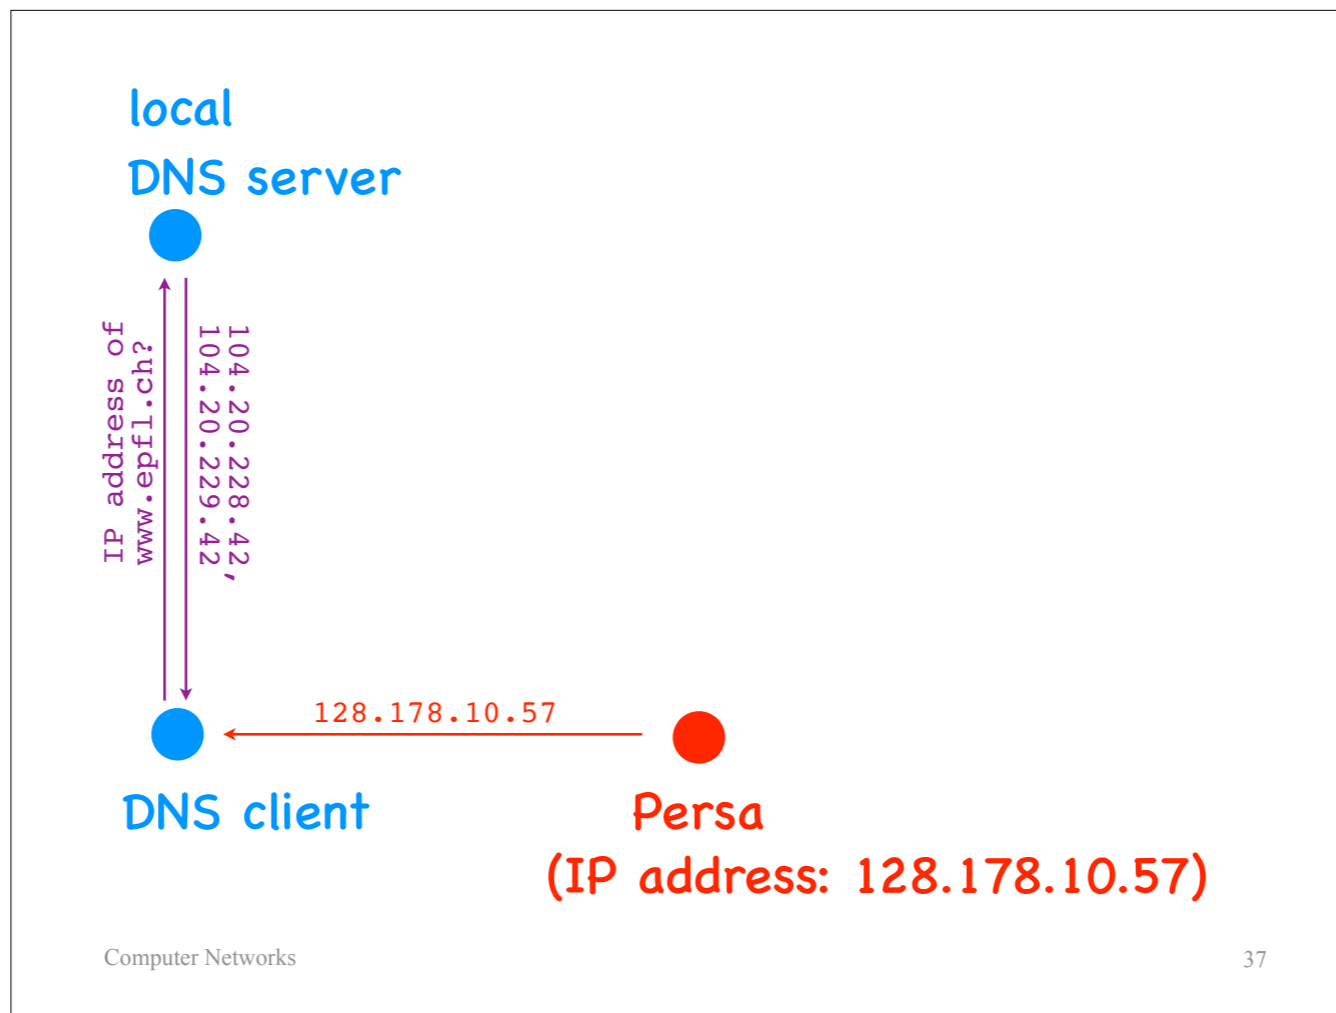 local
DNS server
IP address of
www.epfl.ch?
104.20.228.42,
104.20.229.42
128.178.10.57
DNS client
Persa
(IP address: 128.178.10.57)
Computer Networks
37